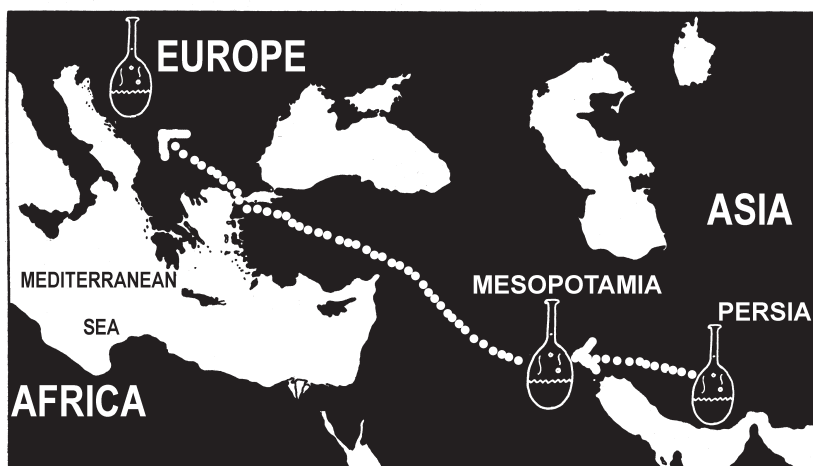 EUROPE
ASIA
MEDITERRANEAN
SEA
MESOPOTAMIA
PERSIA
AFRICA